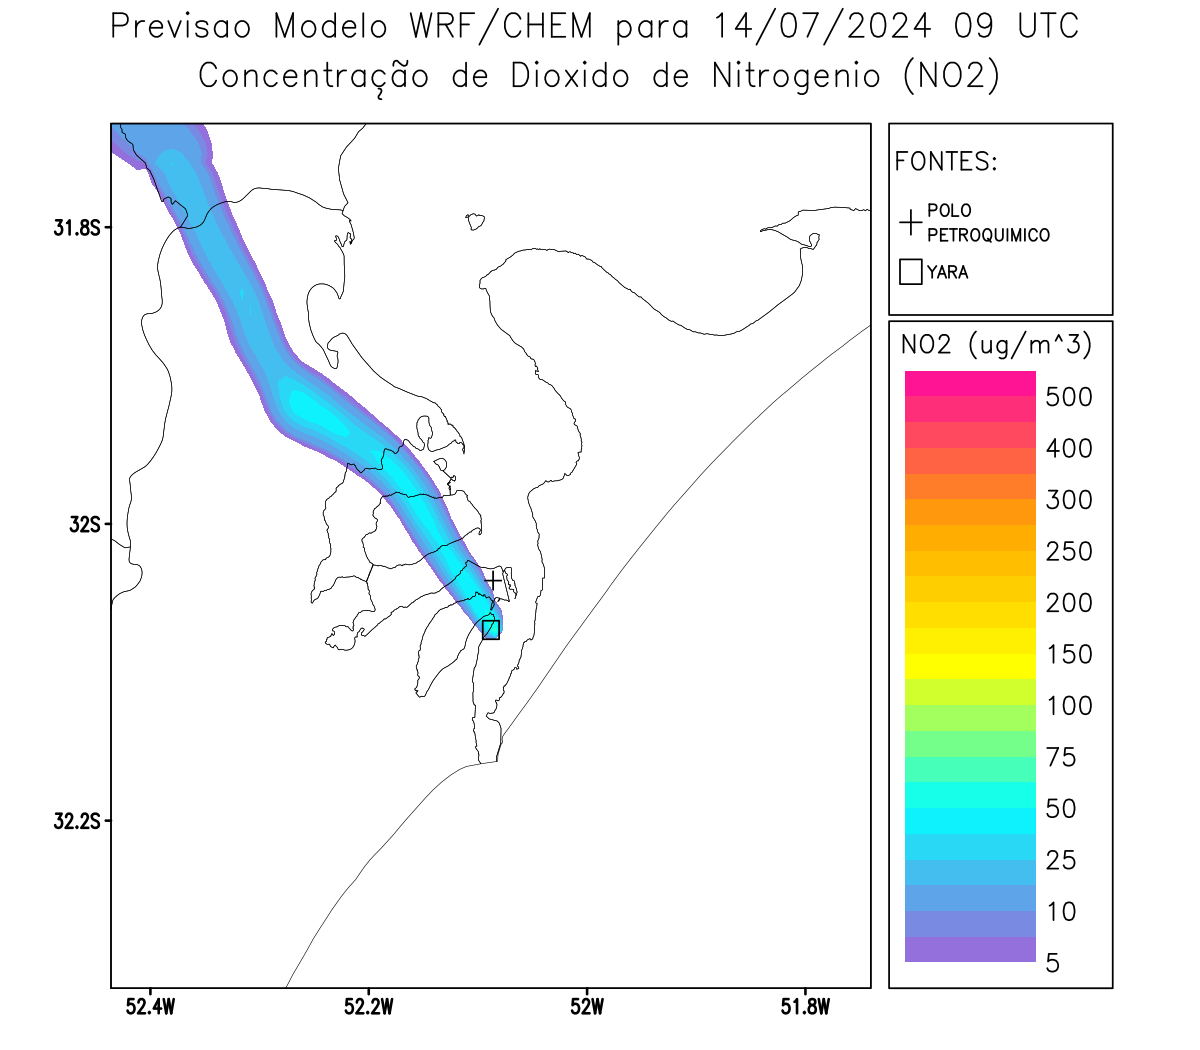 Previsao Modelo WRF/CHEM para 14/07/2024 09 UTC
Concentração de Dioxido de Nitrogenio (NO2)
FONTES:
POLO
PETROQUIMICO
YARA
31.8S
32S
32.2S
52.4W
52.2W
52W
51.8W
NO2 (ug/m^3)
500
400
300
250
200
150
100
75
50
25
10
5